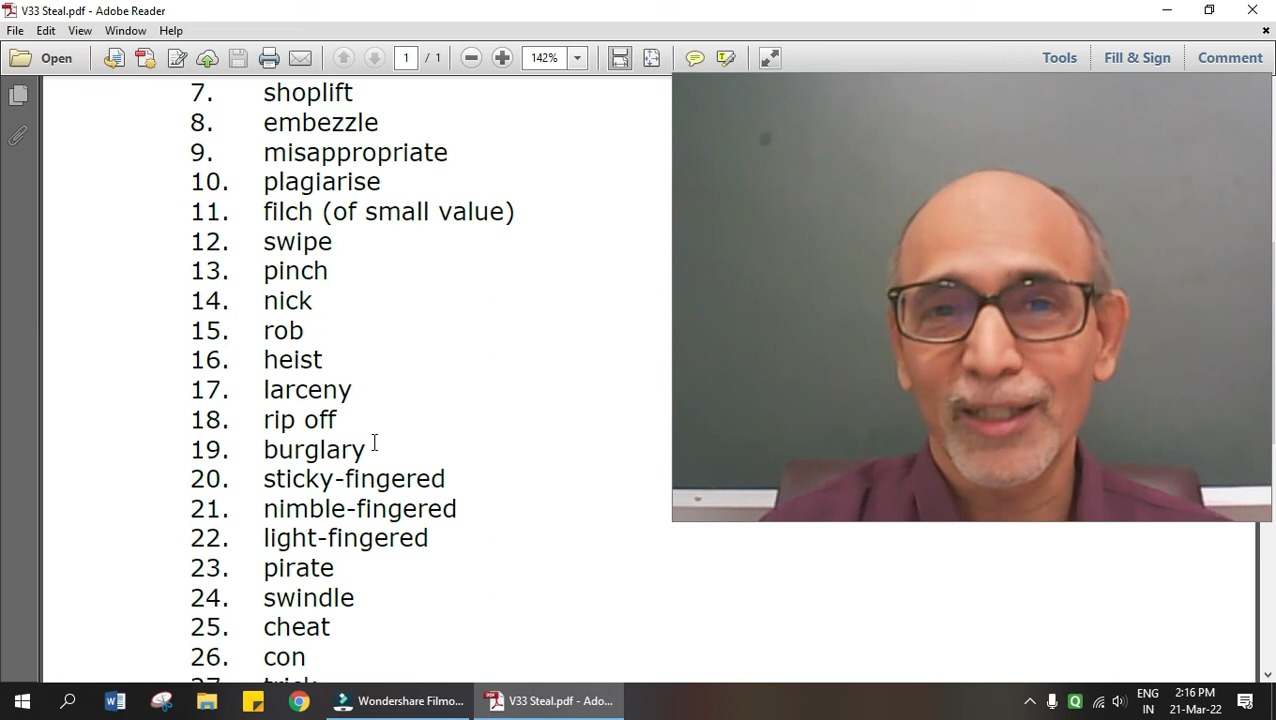 V33 Steal.pdf - Adobe Reader
File Edit View Window Help
Open 1 / 1 142% Tools Fill & Sign Comment
7. shoplift
8. embezzle
9. misappropriate
10. plagiarise
11. filch (of small value)
12. swipe
13. pinch
14. nick
15. rob
16. heist
17. larceny
18. rip off
19. burglary
20. sticky-fingered
21. nimble-fingered
22. light-fingered
23. pirate
24. swindle
25. cheat
26. con
Wondershare Filmo...
V33 Steal.pdf - Ado...
ENG
IN
2:16 PM
21-Mar-22